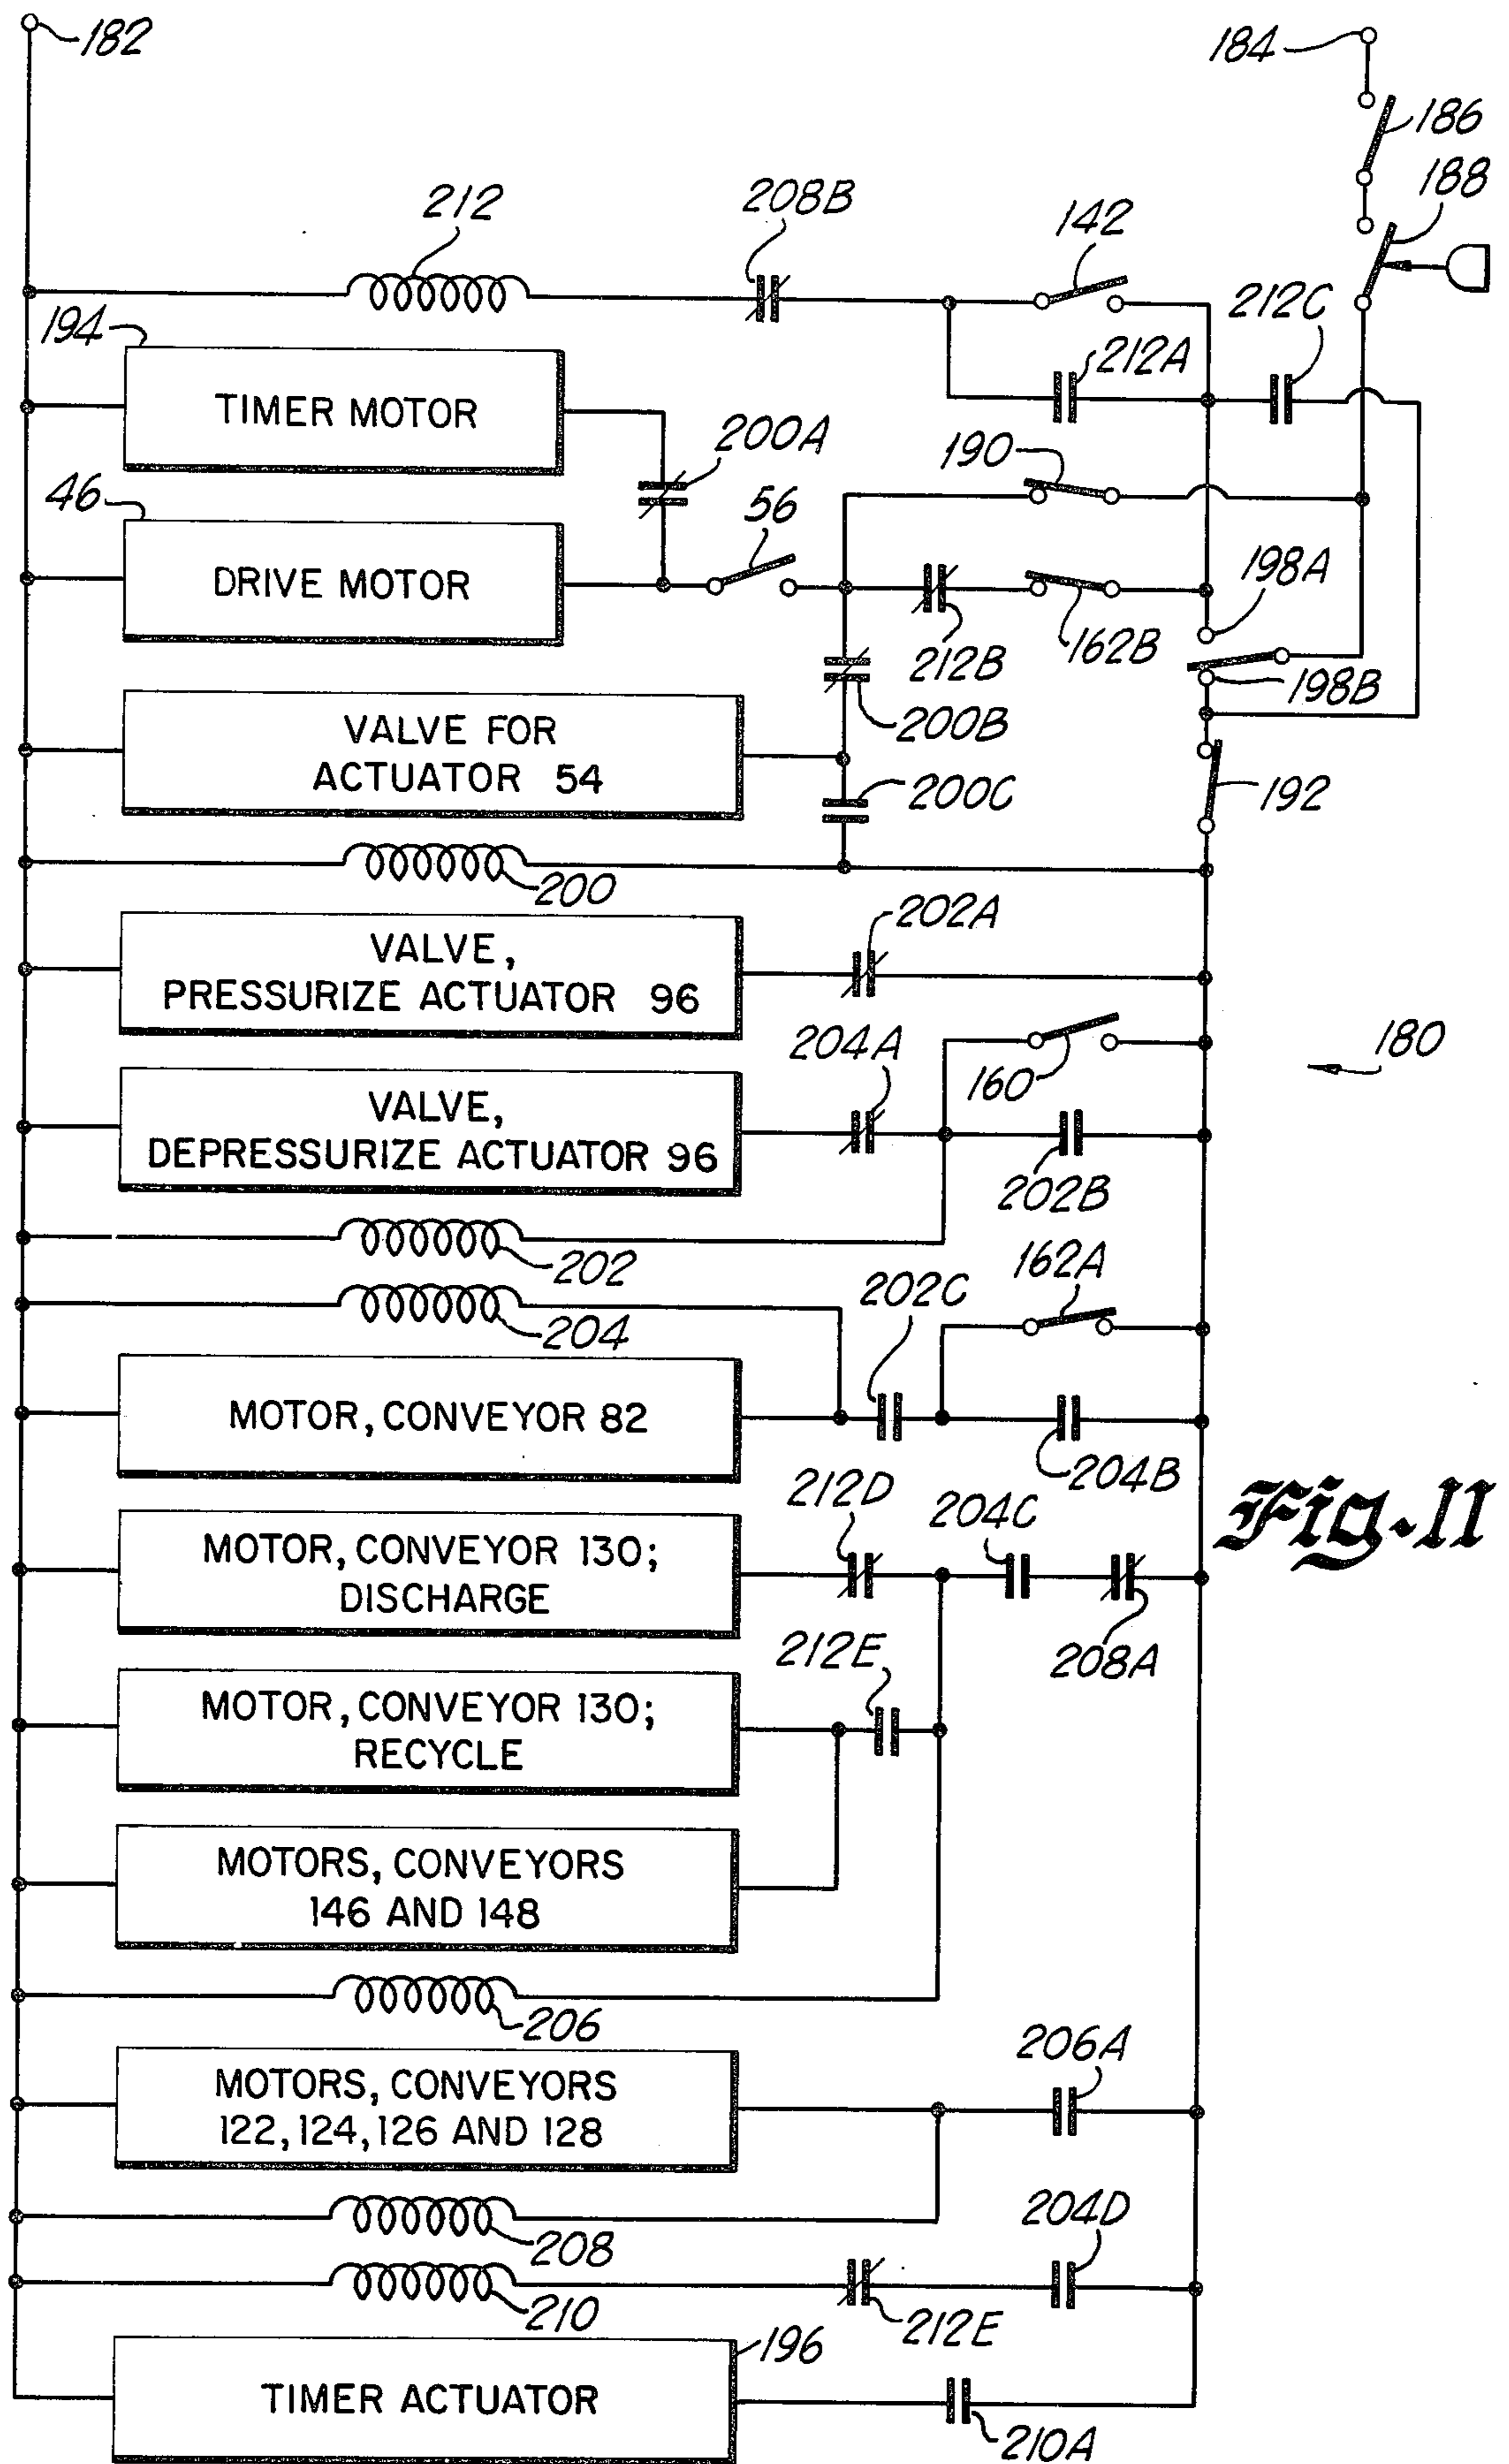 182
184
186
188
212
208B
142
212C
194
212A
TIMER MOTOR
200A
190
46
56
198A
DRIVE MOTOR
212B
162B
198B
200B
VALVE FOR
ACTUATOR 54
200C
192
200
202A
VALVE,
PRESSURIZE ACTUATOR 96
204A
160
180
VALVE,
DEPRESSURIZE ACTUATOR 96
202B
202
162A
202C
204
MOTOR, CONVEYOR 82
204B
212D
204C
Fig. 11
MOTOR, CONVEYOR 130;
DISCHARGE
212E
208A
MOTOR, CONVEYOR 130;
RECYCLE
MOTORS, CONVEYORS
146 AND 148
206
206A
MOTORS, CONVEYORS
122, 124, 126 AND 128
204D
208
210
212E
196
TIMER ACTUATOR
210A